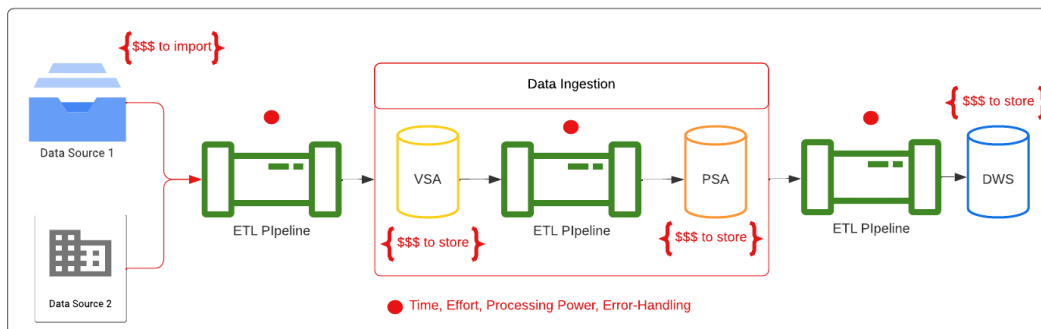 {$$$ to import}
Data Source 1
Data Source 2
ETL PIpeline
Data Ingestion
VSA
{$$$ to store}
ETL PIpeline
PSA
{$$$ to store}
ETL PIpeline
{$$$ to store}
DWS
Time, Effort, Processing Power, Error-Handling